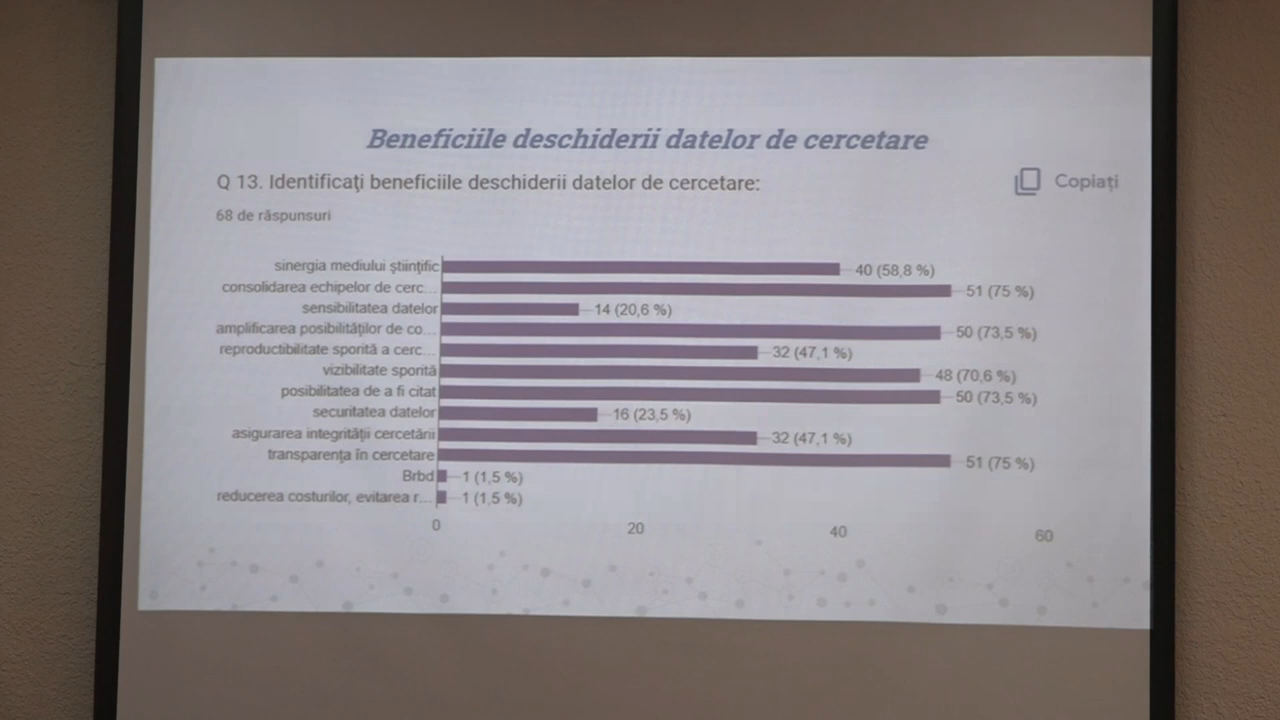 Beneficiile deschiderii datelor de cercetare
Q 13. Identificați beneficiile deschiderii datelor de cercetare:
Copiați
68 de răspunsuri
sinergia mediului științific 40 (58,8 %)
consolidarea echipelor de cerc... 51 (75 %)
sensibilitatea datelor 14 (20,6 %)
amplificarea posibilităților de co... 50 (73,5 %)
reproductibilitate sporită a cerc... 32 (47,1 %)
vizibilitate sporită 48 (70,6 %)
posibilitatea de a fi citat 50 (73,5 %)
securitatea datelor 16 (23,5 %)
asigurarea integrității cercetării 32 (47,1 %)
transparența în cercetare 51 (75 %)
Brbd 1 (1,5 %)
reducerea costurilor, evitarea r... 1 (1,5 %)
0 20 40 60